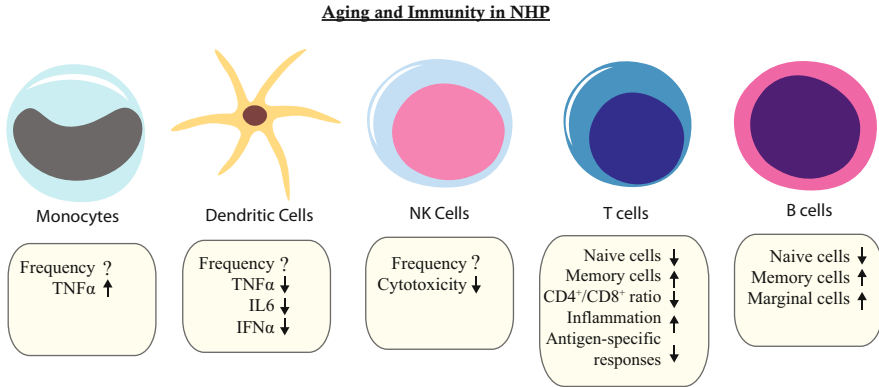 Aging and Immunity in NHP
Monocytes
Frequency ?
TNFα ↑
Dendritic Cells
Frequency ?
TNFα ↓
IL6 ↓
IFNα ↓
NK Cells
Frequency ?
Cytotoxicity ↓
T cells
Naive cells ↓
Memory cells ↑
CD4⁺/CD8⁺ ratio ↓
Inflammation ↑
Antigen-specific
responses ↓
B cells
Naive cells ↓
Memory cells ↑
Marginal cells ↑